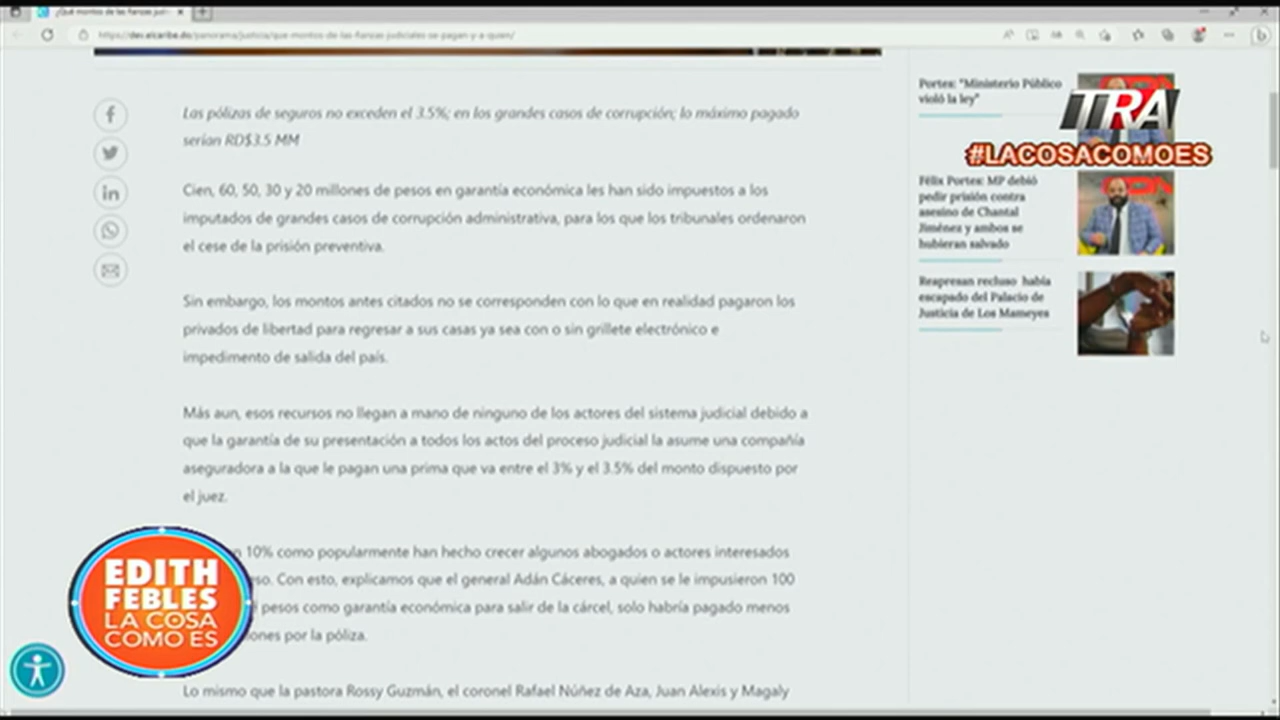 ¿Qué montos de las fianzas judi
https://dev.elcaribe.do/panorama/justicia/que-montos-de-las-fianzas-judiciales-se-pagan-y-a-quien/
Las pólizas de seguros no exceden el 3.5%; en los grandes casos de corrupción; lo máximo pagado
serían RD$3.5 MM
Cien, 60, 50, 30 y 20 millones de pesos en garantía económica les han sido impuestos a los
imputados de grandes casos de corrupción administrativa, para los que los tribunales ordenaron
el cese de la prisión preventiva.
Sin embargo, los montos antes citados no se corresponden con lo que en realidad pagaron los
privados de libertad para regresar a sus casas ya sea con o sin grillete electrónico e
impedimento de salida del país.
Más aun, esos recursos no llegan a mano de ninguno de los actores del sistema judicial debido a
que la garantía de su presentación a todos los actos del proceso judicial la asume una compañía
aseguradora a la que le pagan una prima que va entre el 3% y el 3.5% del monto dispuesto por
el juez.
10% como popularmente han hecho crecer algunos abogados o actores interesados
so. Con esto, explicamos que el general Adán Cáceres, a quien se le impusieron 100
pesos como garantía económica para salir de la cárcel, solo habría pagado menos
ones por la póliza.
Lo mismo que la pastora Rossy Guzmán, el coronel Rafael Núñez de Aza, Juan Alexis y Magaly
Portes: "Ministerio Público
violó la ley"
Félix Portes: MP debió
pedir prisión contra
asesino de Chantal
Jiménez y ambos se
hubieran salvado
Reapresan recluso había
escapado del Palacio de
Justicia de Los Mameyes
TRA
#LACOSACOMOES
EDITH
FEBLES
LA COSA
COMO ES